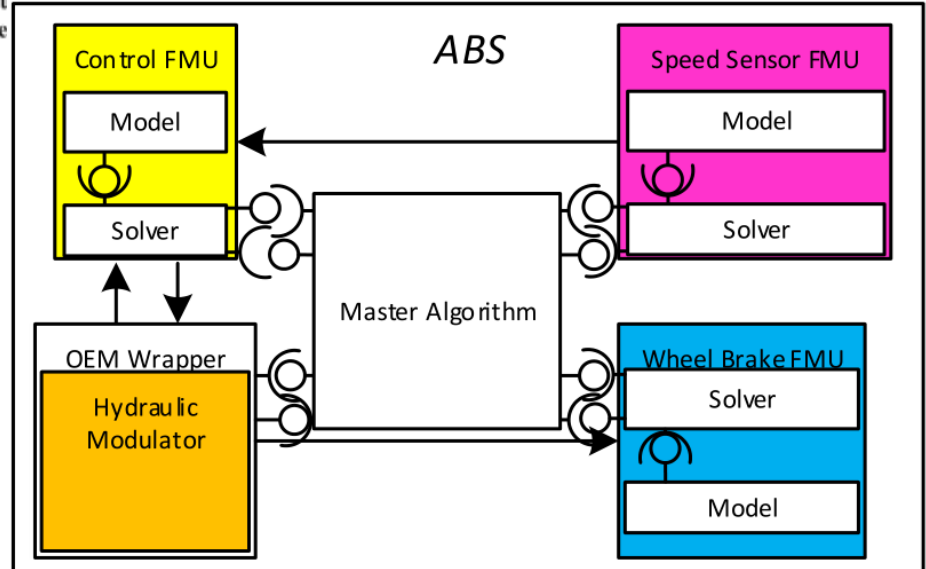 ABS
Control FMU
Model
Solver
Speed Sensor FMU
Model
Solver
Master Algorithm
OEM Wrapper
Hydraulic
Modulator
Wheel Brake FMU
Solver
Model